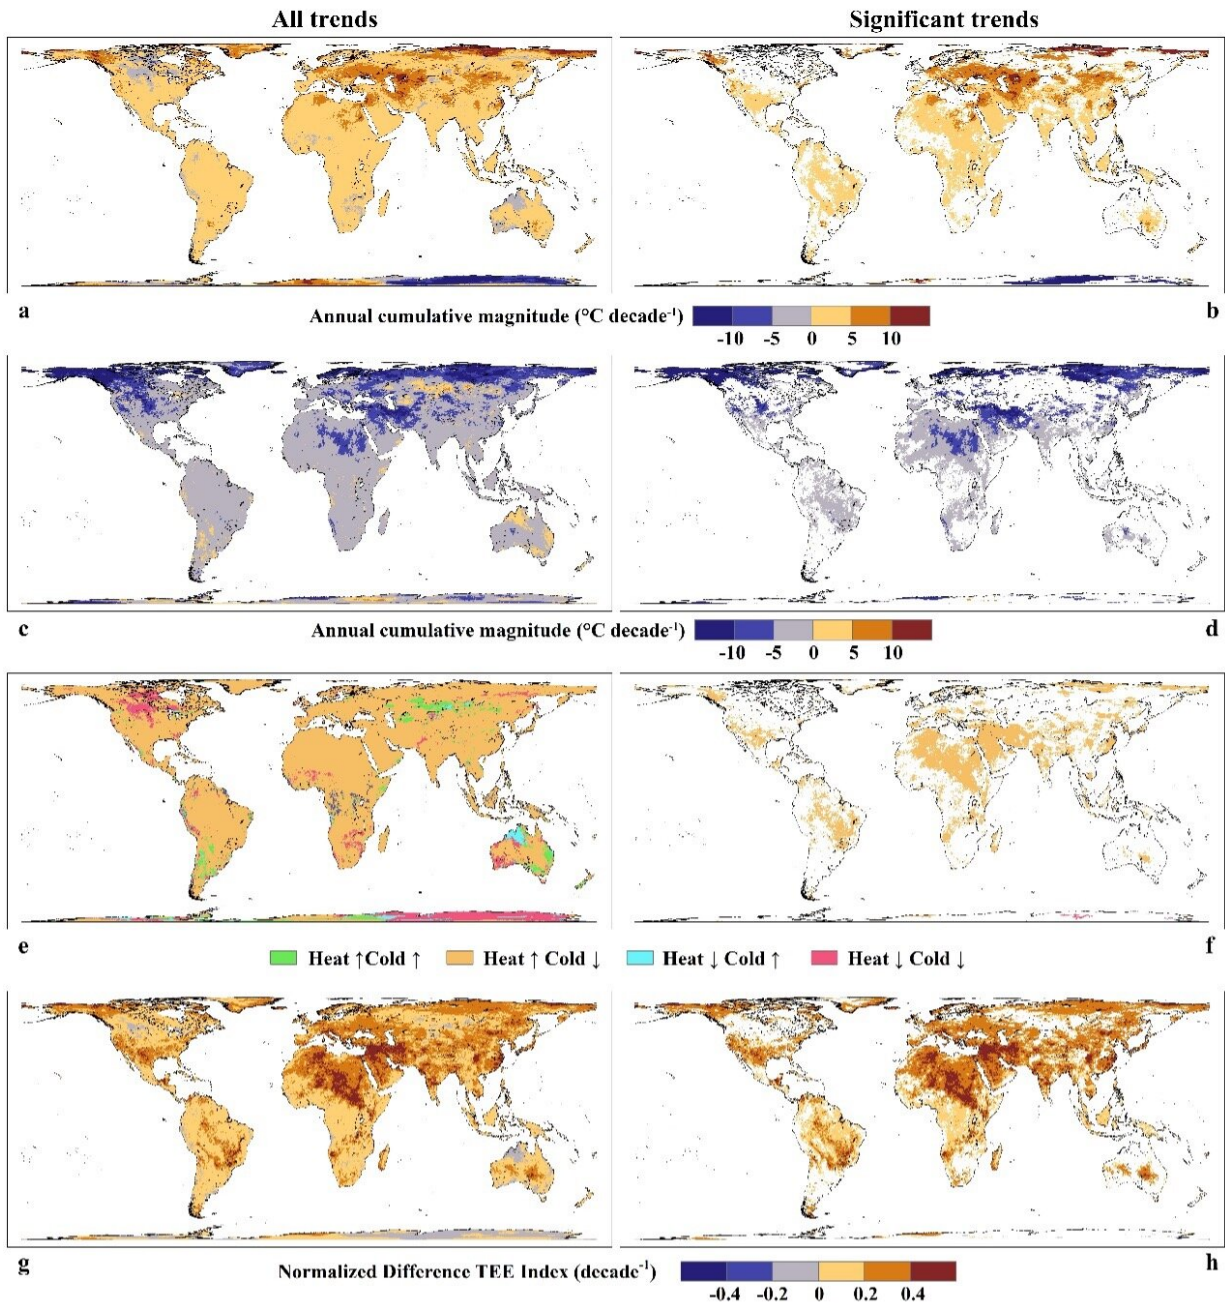 All trends Significant trends
a Annual cumulative magnitude (°C decade⁻¹) b
-10 -5 0 5 10
c Annual cumulative magnitude (°C decade⁻¹) d
-10 -5 0 5 10
e f
Heat ↑Cold ↑ Heat ↑ Cold ↓ Heat ↓ Cold ↑ Heat ↓ Cold ↓
g Normalized Difference TEE Index (decade⁻¹) h
-0.4 -0.2 0 0.2 0.4